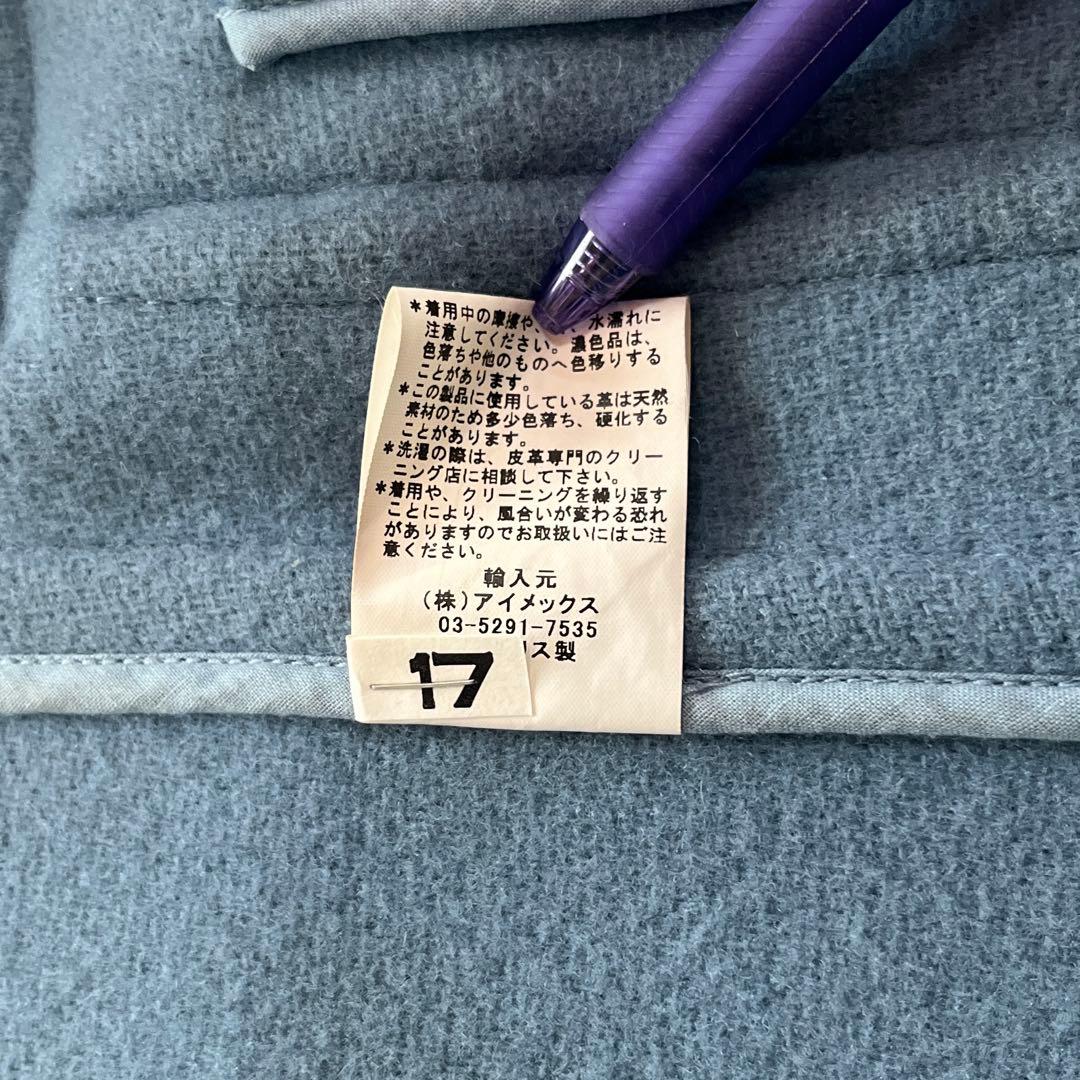 ＊着用中の摩擦や、水濡れに
注意してください。濃色品は、
色落ちや他のものへ色移りする
ことがあります。
＊この製品に使用している革は天然
素材のため多少色落ち、硬化する
ことがあります。
＊洗濯の際は、皮革専門のクリー
ニング店に相談して下さい。
＊着用や、クリーニングを繰り返す
ことにより、風合いが変わる恐れ
がありますのでお取扱いにはご注
意ください。
輸入元
(株)アイメックス
03-5291-7535
ス製
17